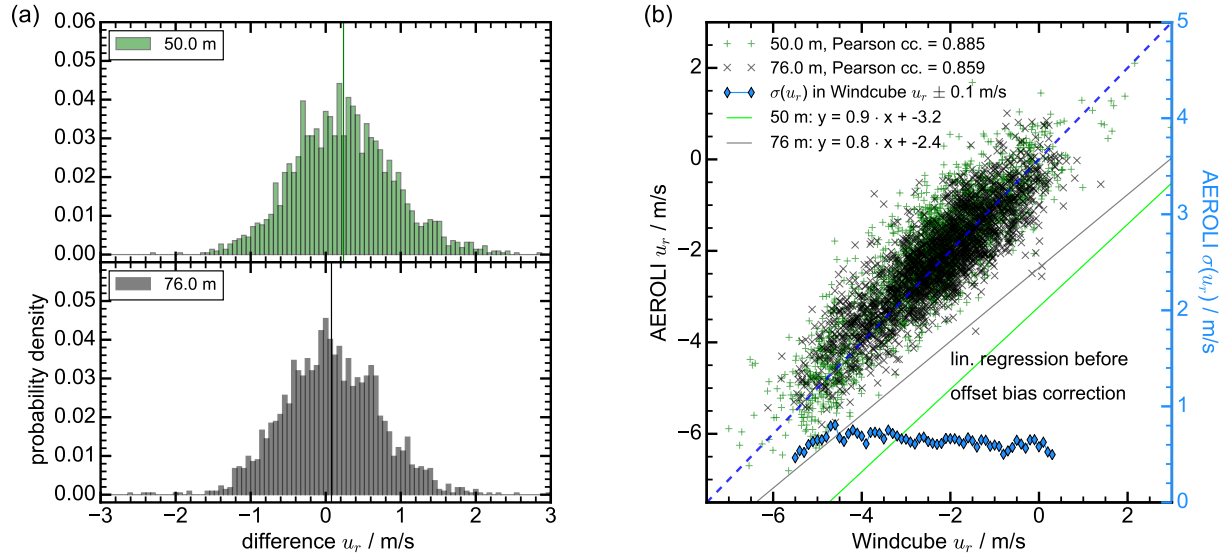 (a)
50.0 m
0.06
0.05
0.04
0.03
0.02
0.01
0.00
76.0 m
0.05
0.04
0.03
0.02
0.01
0.00
probability density
−3 −2 −1 0 1 2 3
difference u_r / m/s
(b)
50.0 m, Pearson cc. = 0.885
76.0 m, Pearson cc. = 0.859
σ(u_r) in Windcube u_r ± 0.1 m/s
50 m: y = 0.9 · x + -3.2
76 m: y = 0.8 · x + -2.4
2
0
−2
−4
−6
AEROLI u_r / m/s
lin. regression before
offset bias correction
5
4
3
2
1
0
AEROLI σ(u_r) / m/s
−6 −4 −2 0 2
Windcube u_r / m/s